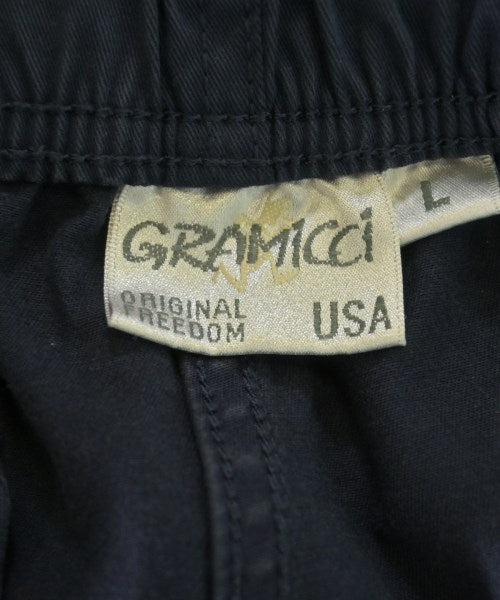 GRAMICCi
ORIGINAL
FREEDOM
USA
L